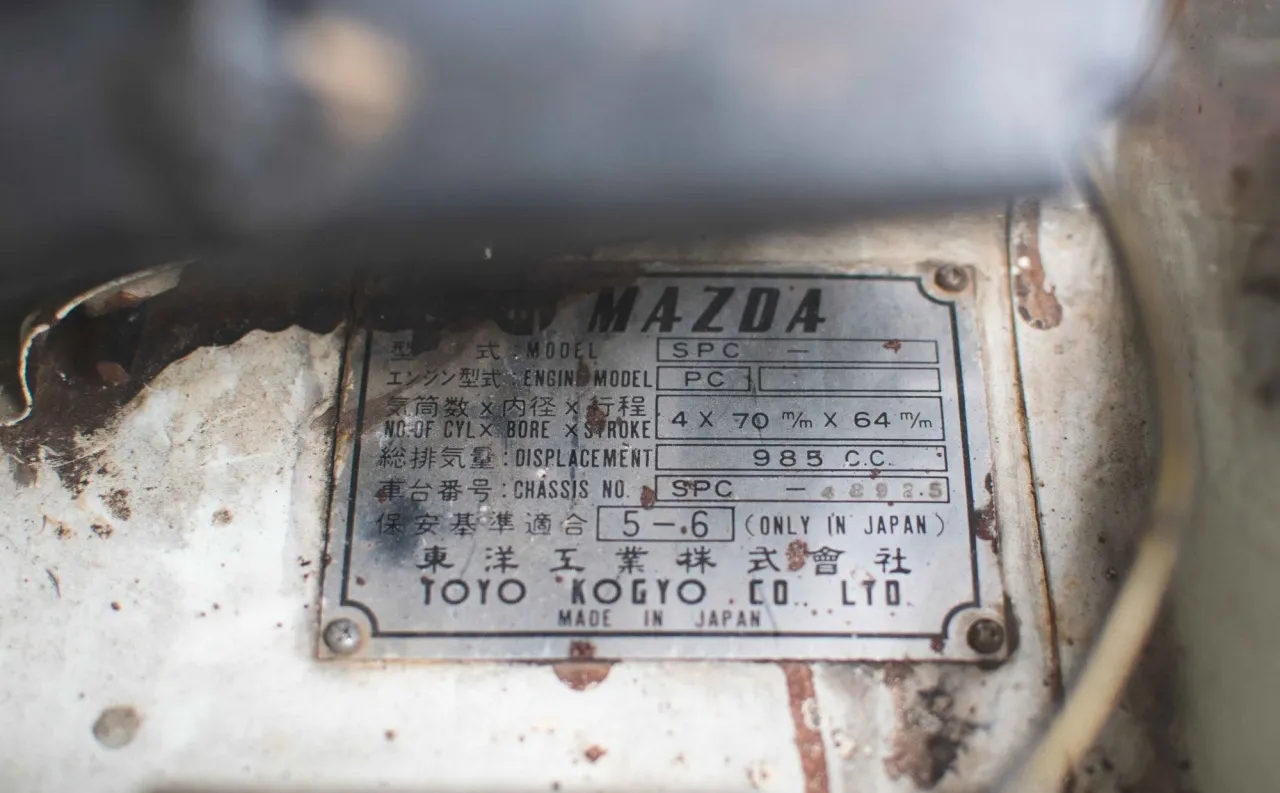 MAZDA
型 式 : MODEL SPC —
エンジン型式 : ENGINE MODEL PC
気筒数×内径×行程 4 X 70 m/m X 64 m/m
NO. OF CYL× BORE ×STROKE
総排気量 : DISPLACEMENT 985 C.C.
車台番号 : CHASSIS NO. SPC — 48925
保安基準適合 5-.6 (ONLY IN JAPAN)
東洋工業株式會社
TOYO KOGYO CO., LTD.
MADE IN JAPAN